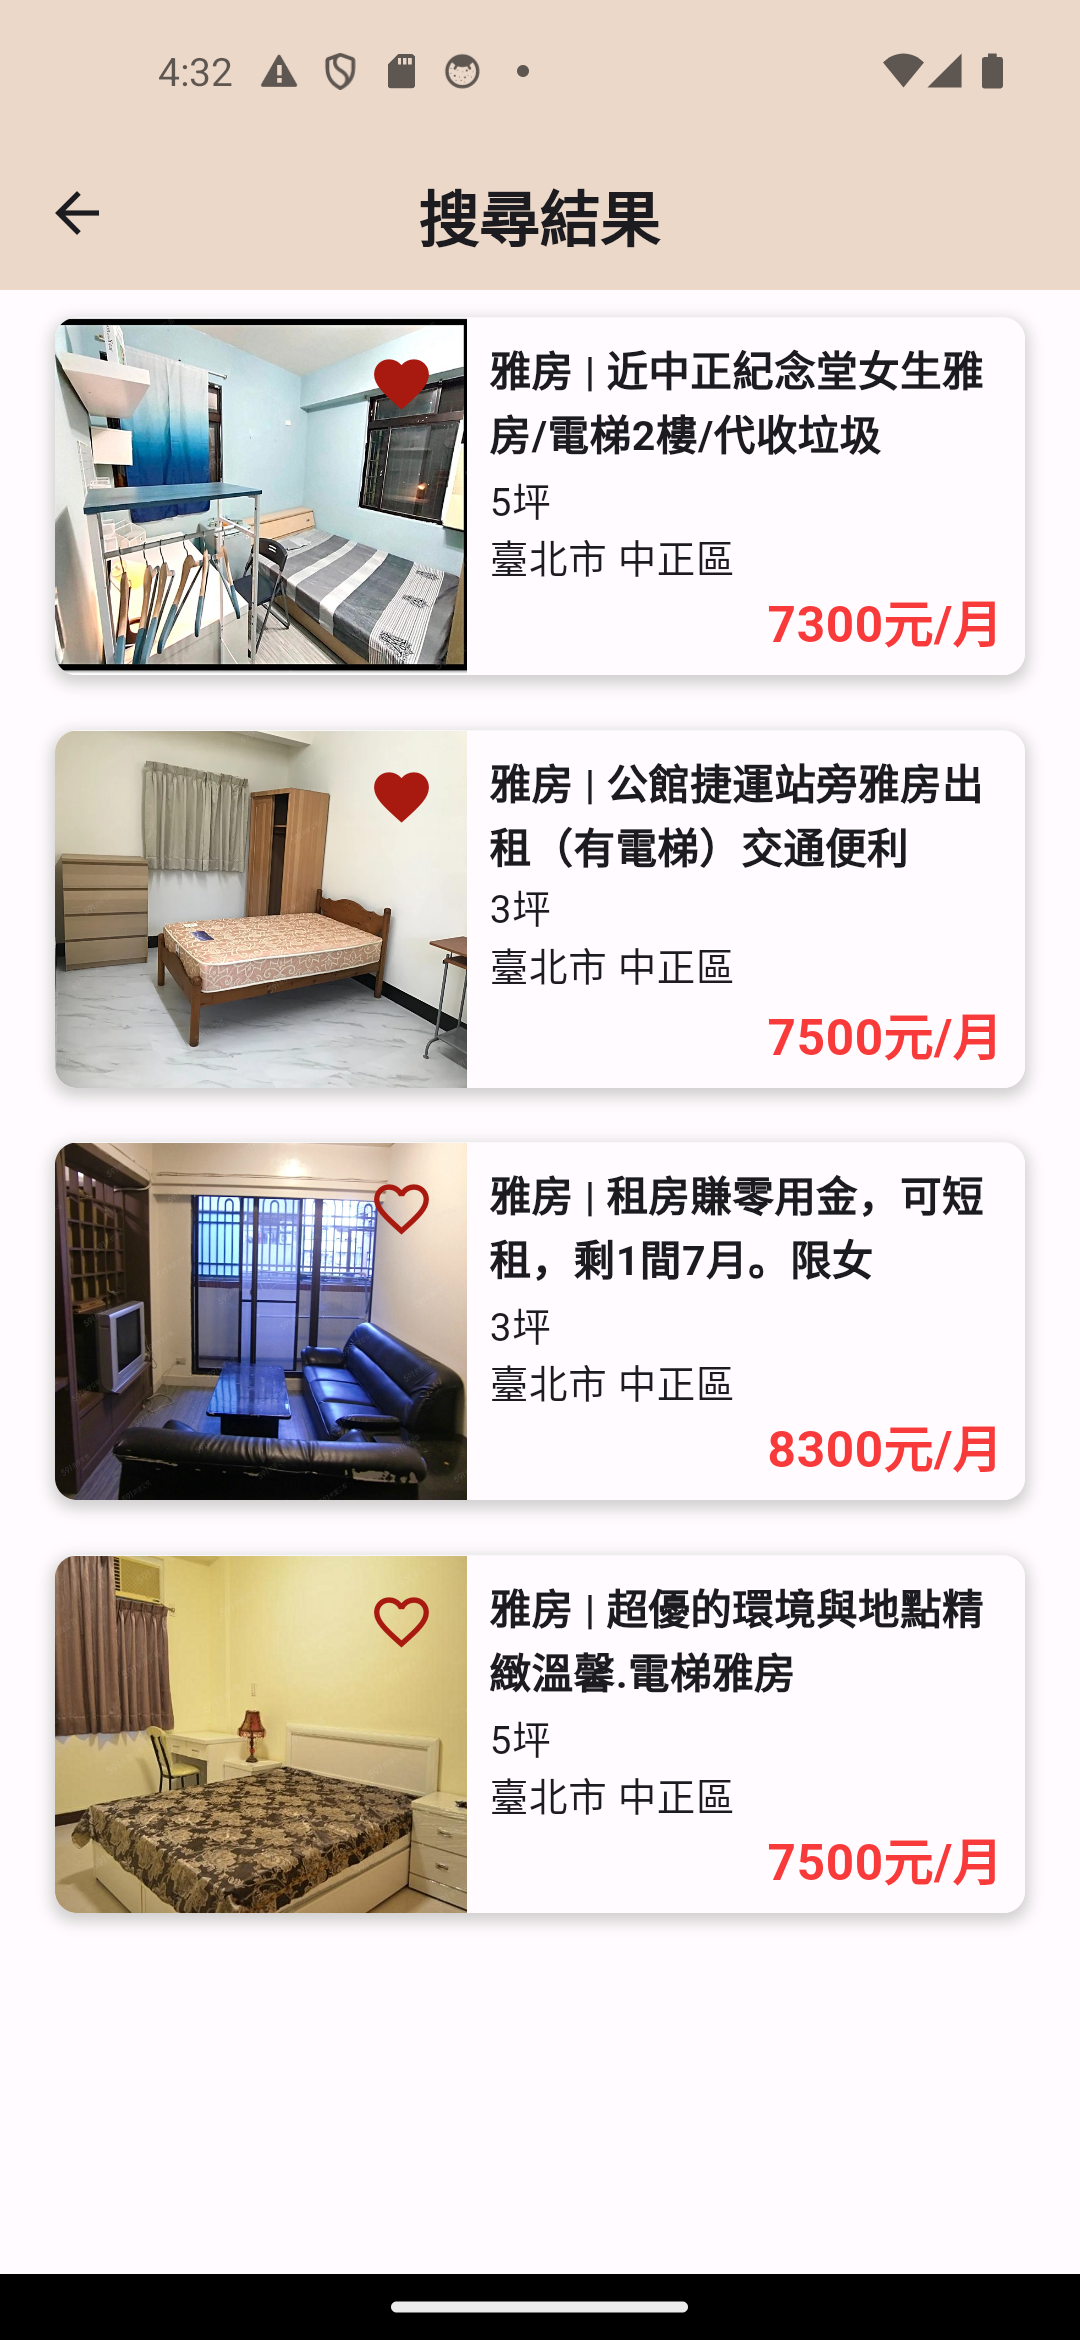 4:32
搜尋結果
雅房 | 近中正紀念堂女生雅
房/電梯2樓/代收垃圾
5坪
臺北市 中正區
7300元/月
雅房 | 公館捷運站旁雅房出
租（有電梯）交通便利
3坪
臺北市 中正區
7500元/月
雅房 | 租房賺零用金，可短
租，剩1間7月。限女
3坪
臺北市 中正區
8300元/月
雅房 | 超優的環境與地點精
緻溫馨.電梯雅房
5坪
臺北市 中正區
7500元/月